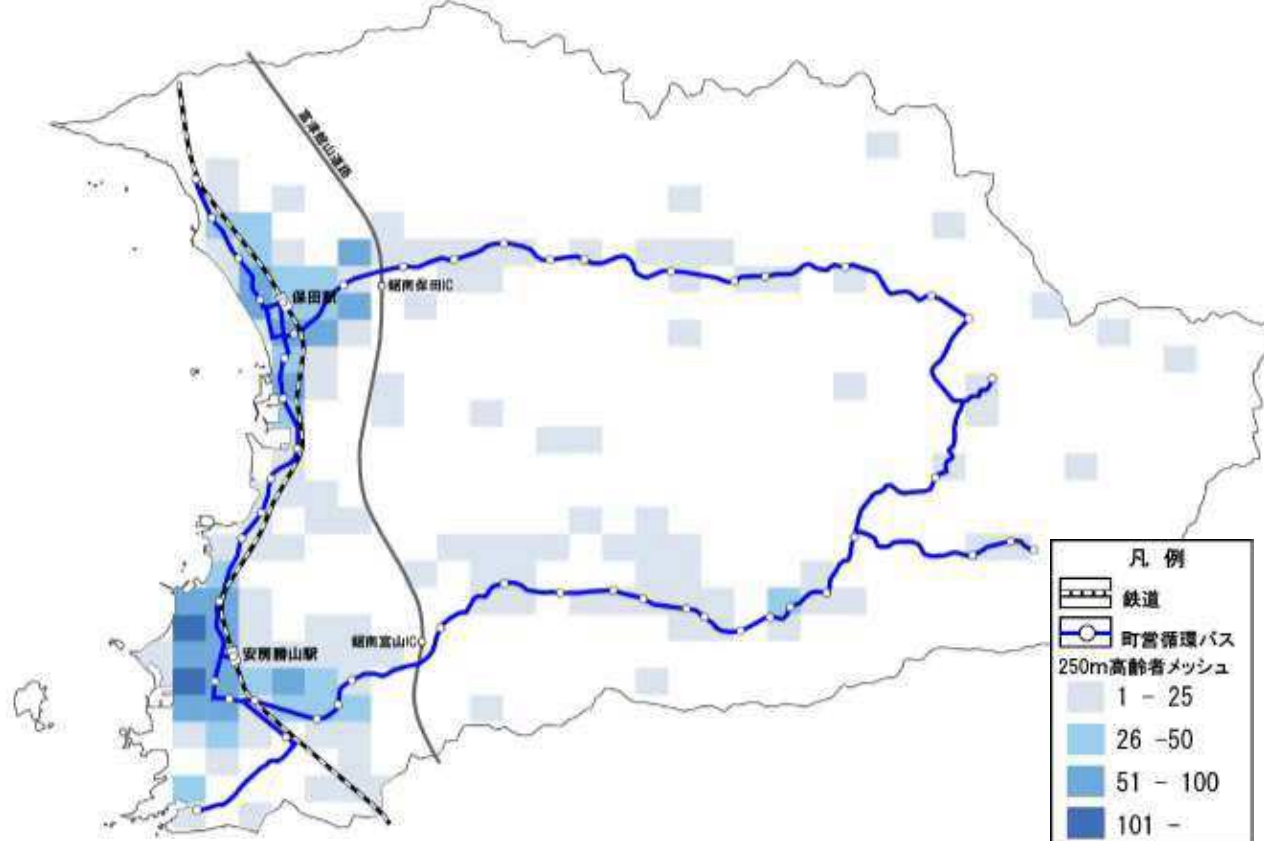 富津館山道路
保田駅
鋸南保田IC
安房勝山駅
鋸南富山IC
凡 例
鉄道
町営循環バス
250m高齢者メッシュ
1 - 25
26 -50
51 - 100
101 -